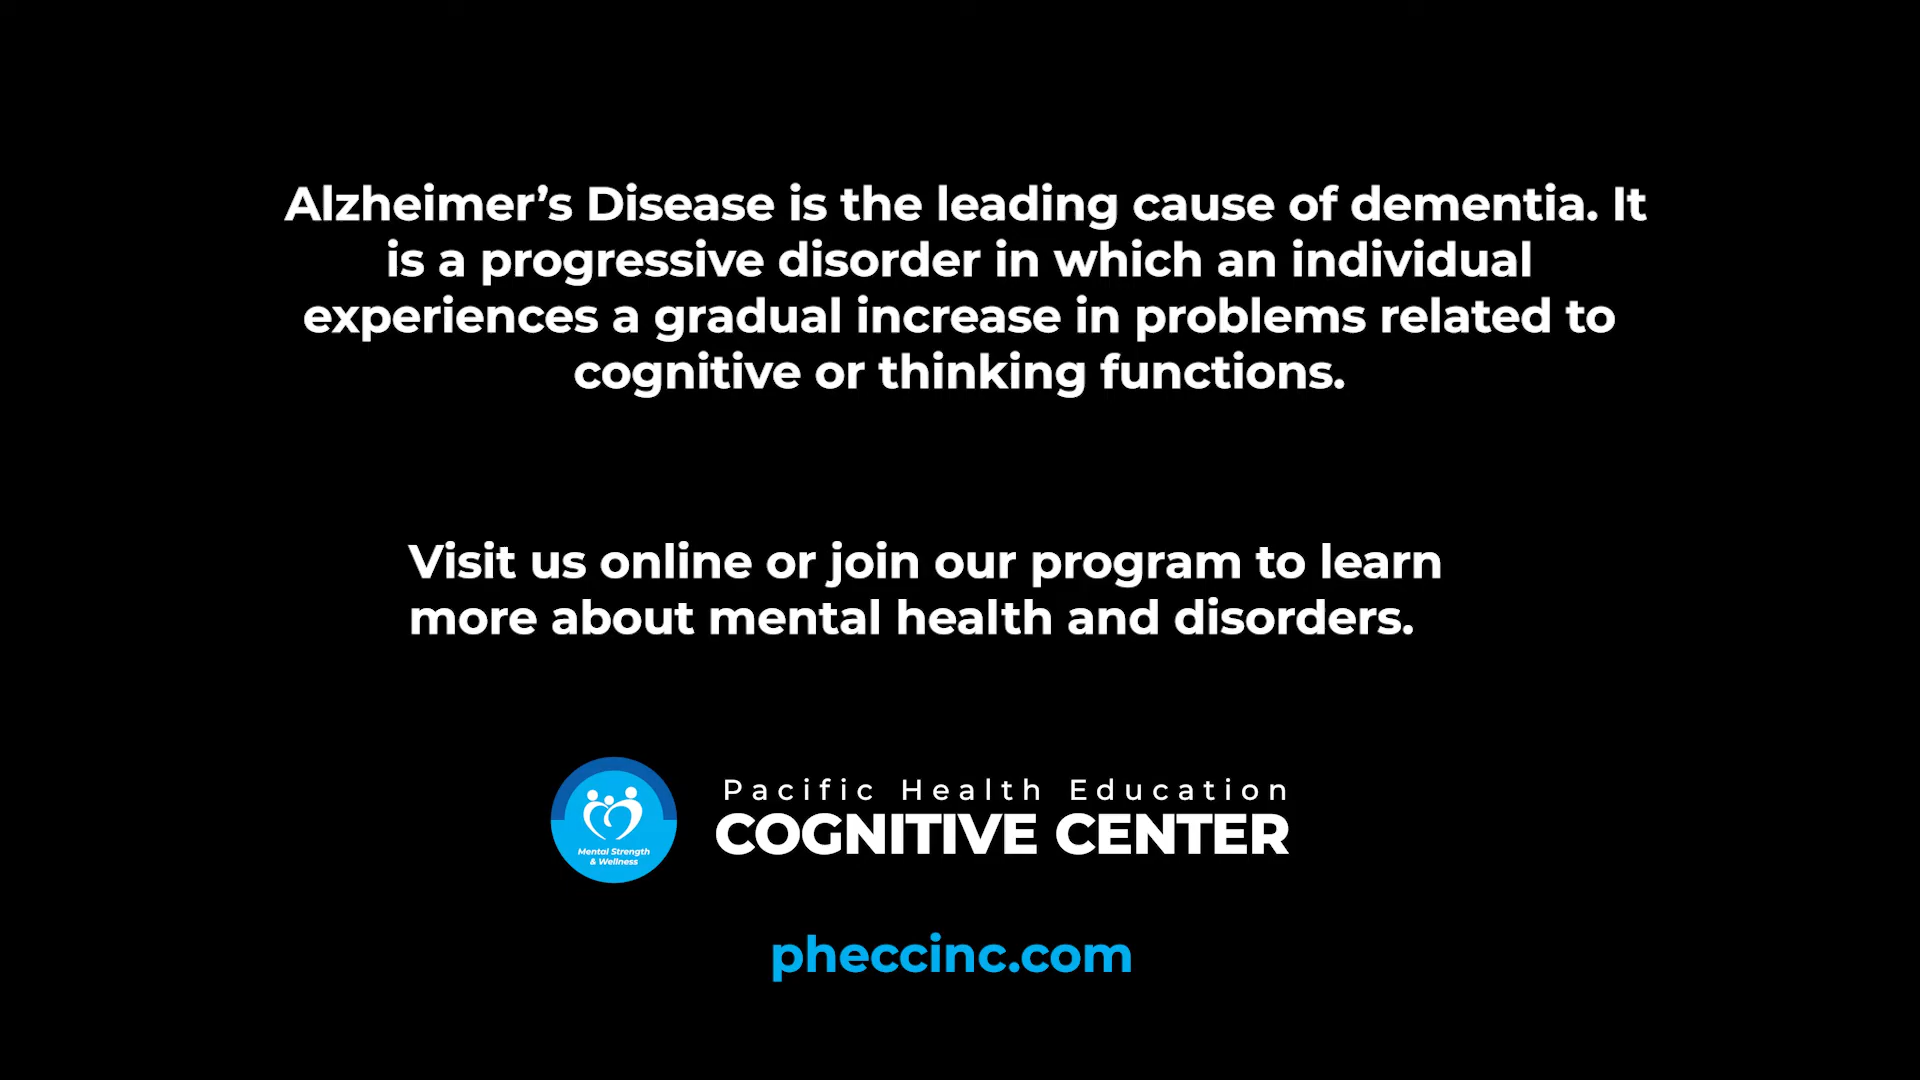 Alzheimer’s Disease is the leading cause of dementia. It
is a progressive disorder in which an individual
experiences a gradual increase in problems related to
cognitive or thinking functions.
Visit us online or join our program to learn
more about mental health and disorders.
Pacific Health Education
COGNITIVE CENTER
Mental Strength
& Wellness
pheccinc.com